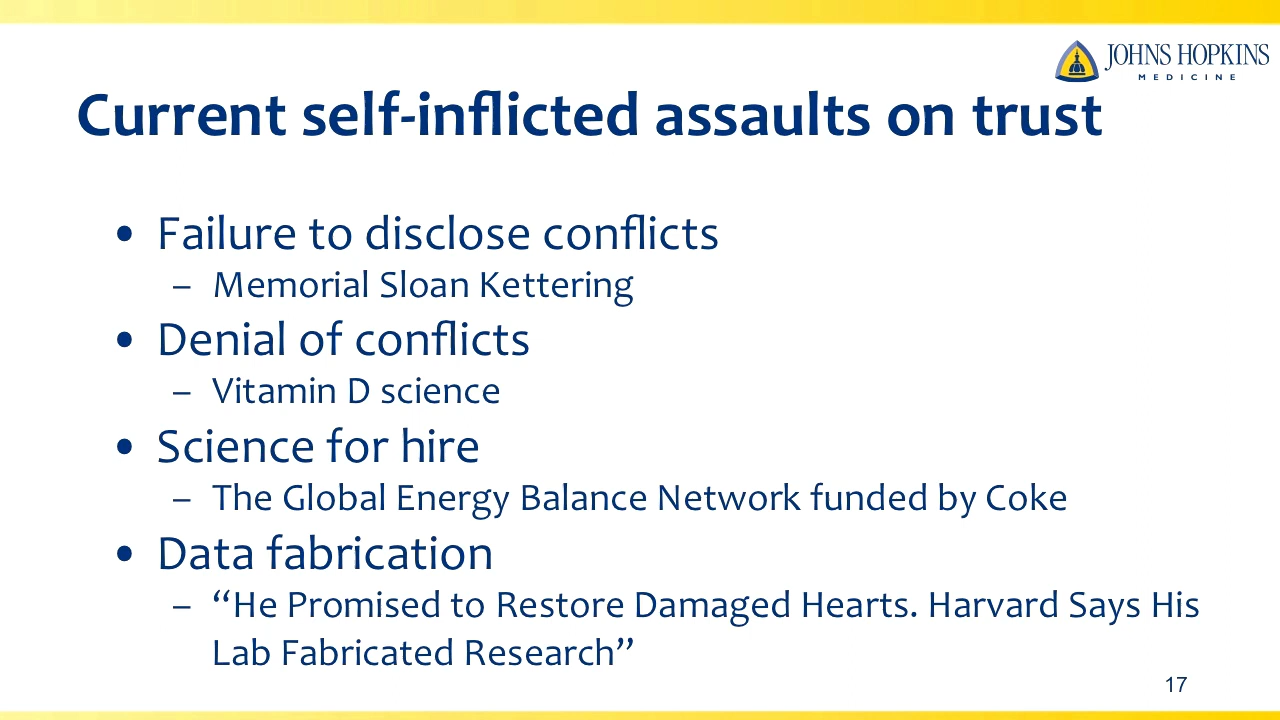 JOHNS HOPKINS
MEDICINE
Current self-inflicted assaults on trust
• Failure to disclose conflicts
– Memorial Sloan Kettering
• Denial of conflicts
– Vitamin D science
• Science for hire
– The Global Energy Balance Network funded by Coke
• Data fabrication
– “He Promised to Restore Damaged Hearts. Harvard Says His
Lab Fabricated Research”
17